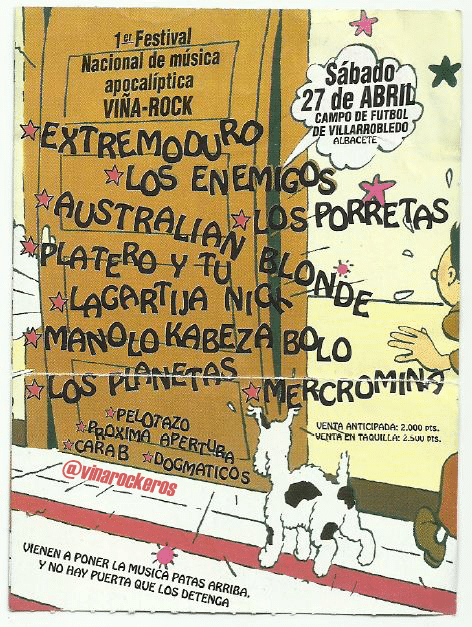 1er Festival
Nacional de música
apocalíptica
VIÑA-ROCK
Sábado
27 de ABRIL
CAMPO DE FUTBOL
DE VILLARROBLEDO
ALBACETE
EXTREMODURO
LOS ENEMIGOS
AUSTRALIAN BLONDE
LOS PORRETAS
PLATERO Y TU
LAGARTIJA NICK
MANOLO KABEZA BOLO
LOS PLANETAS
MERCROMINA
PELOTAZO
PROXIMA APERTURA
CARA B DOGMATICOS
VENTA ANTICIPADA: 2.000 PTS.
VENTA EN TAQUILLA: 2.500 PTS.
@vinarockeros
VIENEN A PONER LA MUSICA PATAS ARRIBA,
Y NO HAY PUERTA QUE LOS DETENGA